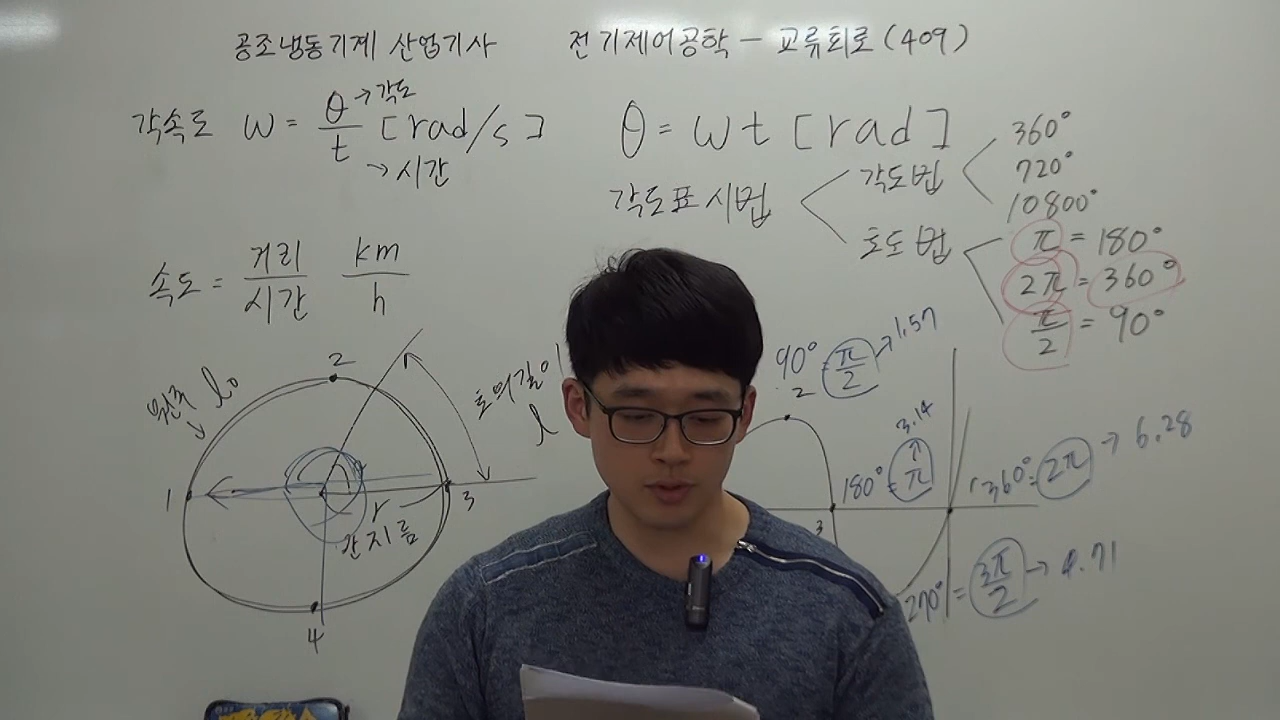 공조냉동기계 산업기사 전기제어공학 - 교류회로(409)
각속도 ω = θ/t [rad/s]
→각도
→시간
θ = ωt [rad]
각도표시법
각도법
360°
720°
10800°
호도법
π = 180°
2π = 360°
π/2 = 90°
속도 = 거리/시간 km/h
원주 l₀
호의길이
l
1
2
3
4
r
반지름
90° = π/2 → 1.57
2
180° = π → 3.14
3
360° = 2π → 6.28
270° = 3π/2 → 4.71